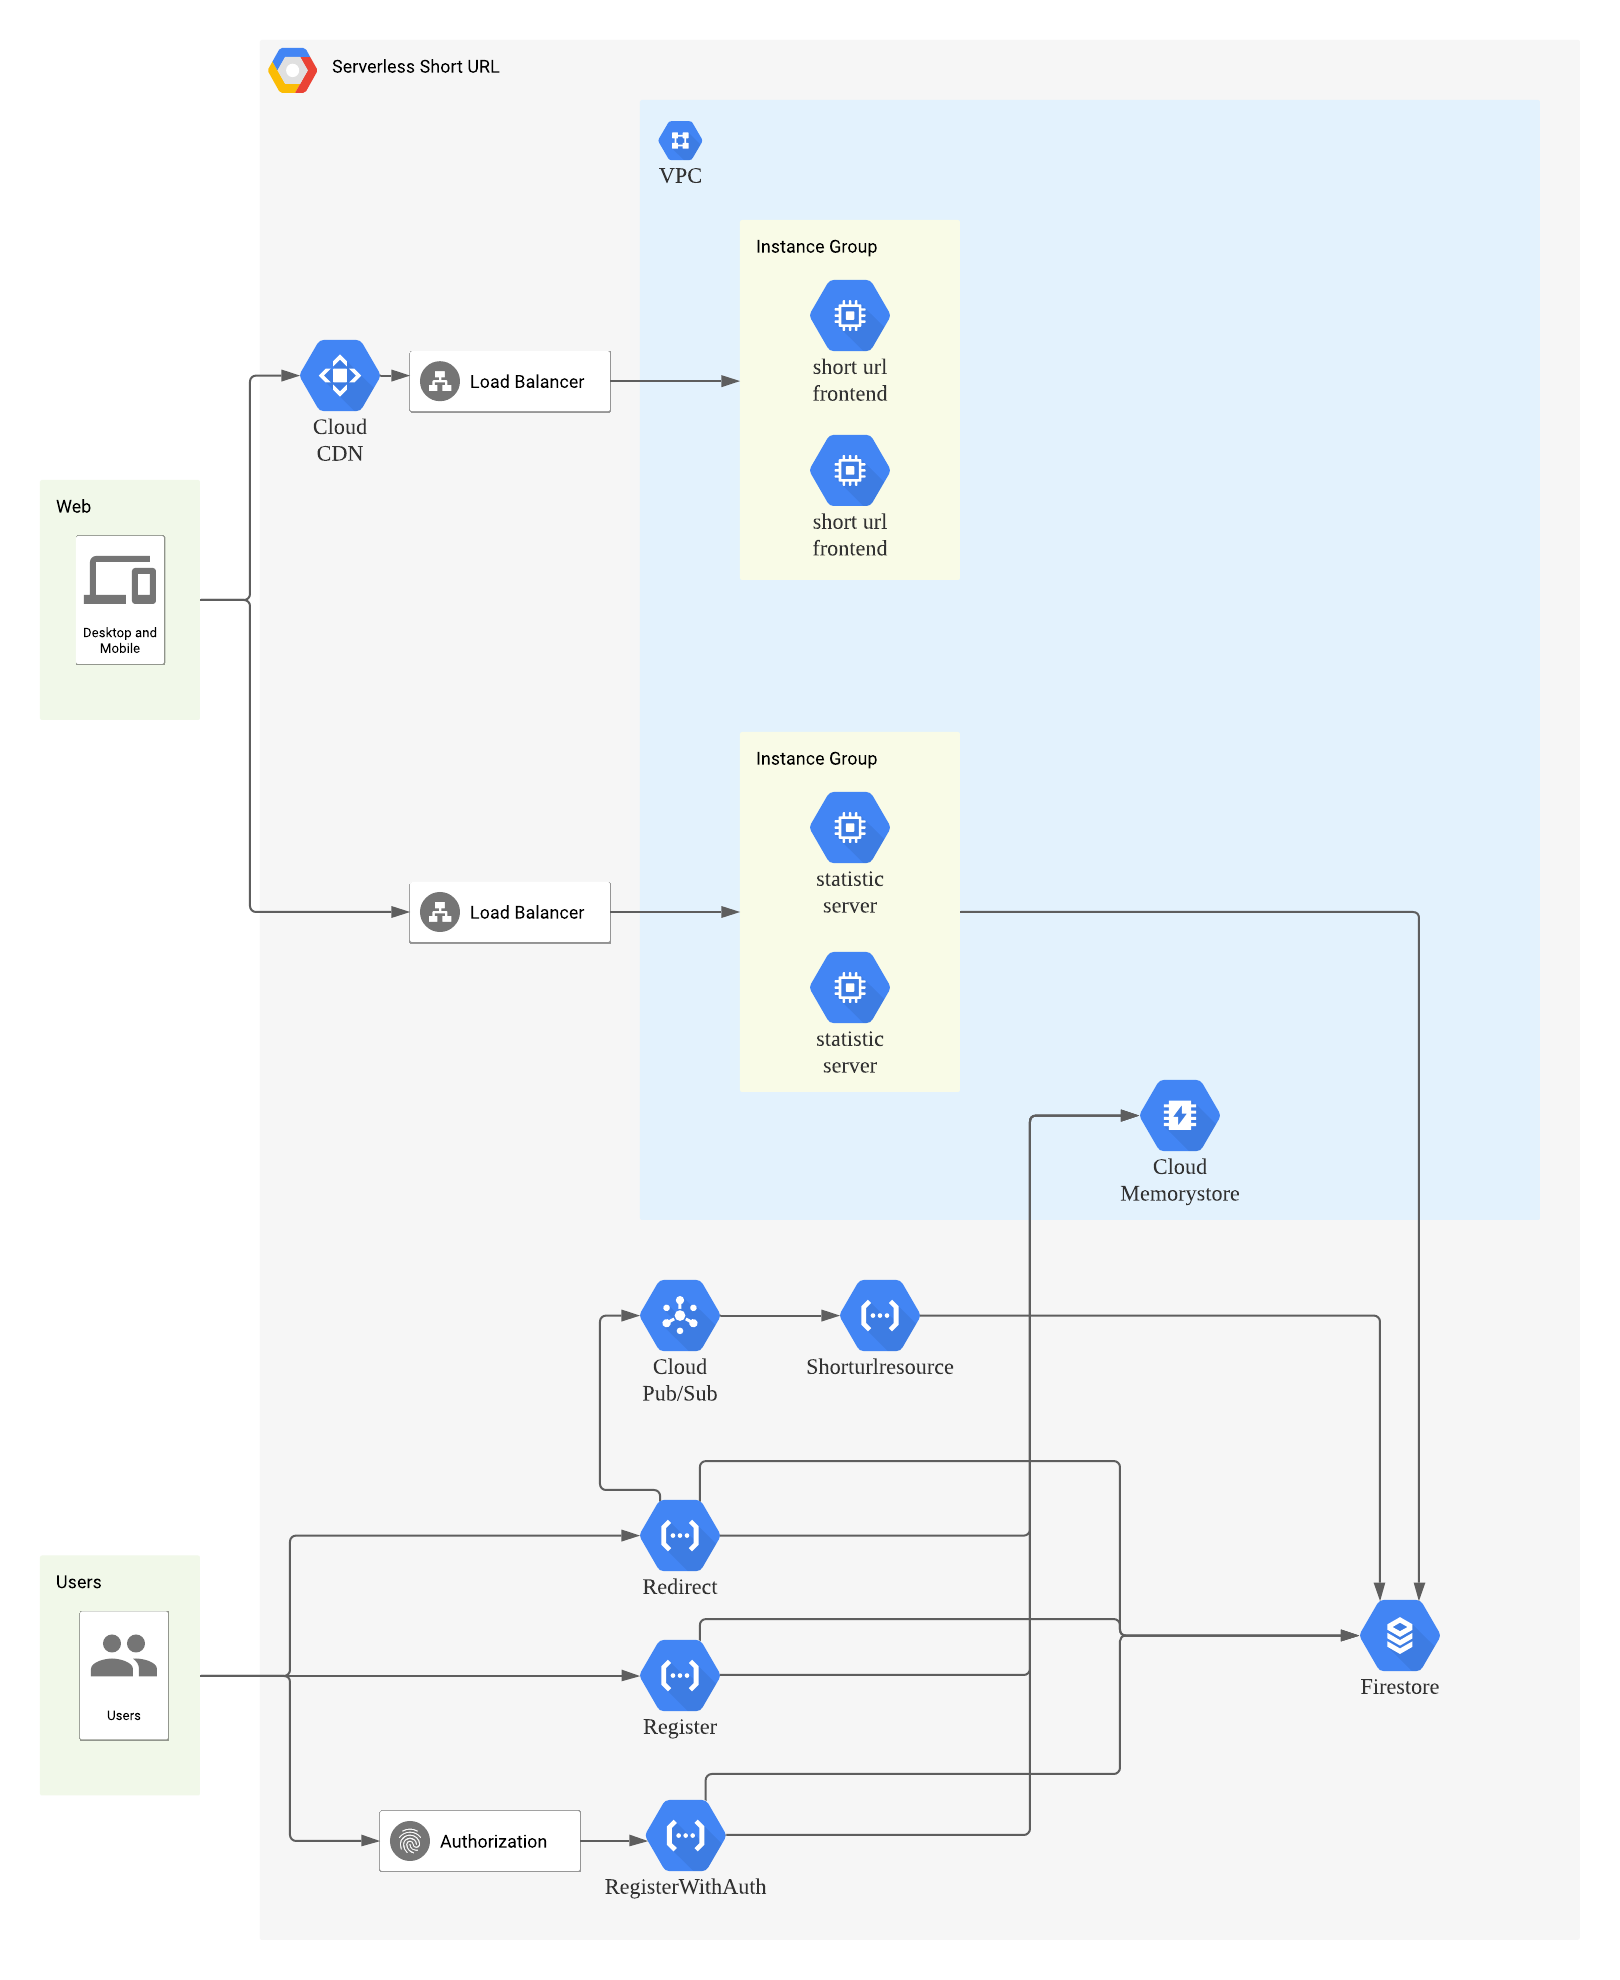 Serverless Short URL
VPC
Instance Group
short url
frontend
short url
frontend
Cloud
CDN
Load Balancer
Web
Desktop and
Mobile
Instance Group
statistic
server
statistic
server
Load Balancer
Cloud
Memorystore
Cloud
Pub/Sub
Shorturlresource
Redirect
Users
Users
Register
Firestore
Authorization
RegisterWithAuth